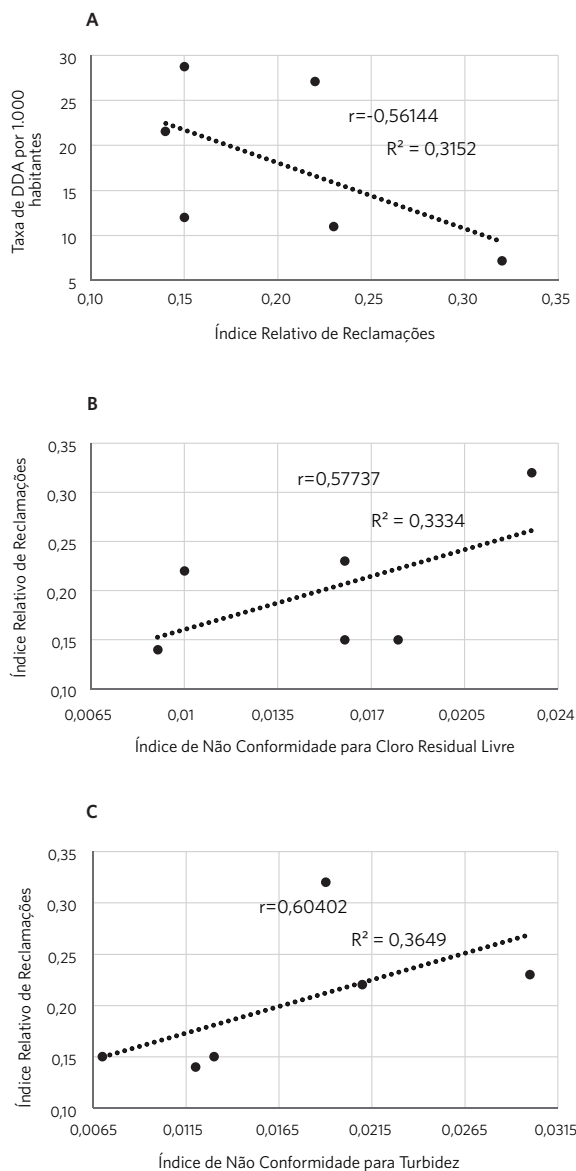 A
Taxa de DDA por 1.000
habitantes
30
25
20
15
10
5
r=-0,56144
R² = 0,3152
0,10 0,15 0,20 0,25 0,30 0,35
Índice Relativo de Reclamações
B
Índice Relativo de Reclamações
0,35
0,30
0,25
0,20
0,15
0,10
r=0,57737
R² = 0,3334
0,0065 0,01 0,0135 0,017 0,0205 0,024
Índice de Não Conformidade para Cloro Residual Livre
C
Índice Relativo de Reclamações
0,35
0,30
0,25
0,20
0,15
0,10
r=0,60402
R² = 0,3649
0,0065 0,0115 0,0165 0,0215 0,0265 0,0315
Índice de Não Conformidade para Turbidez